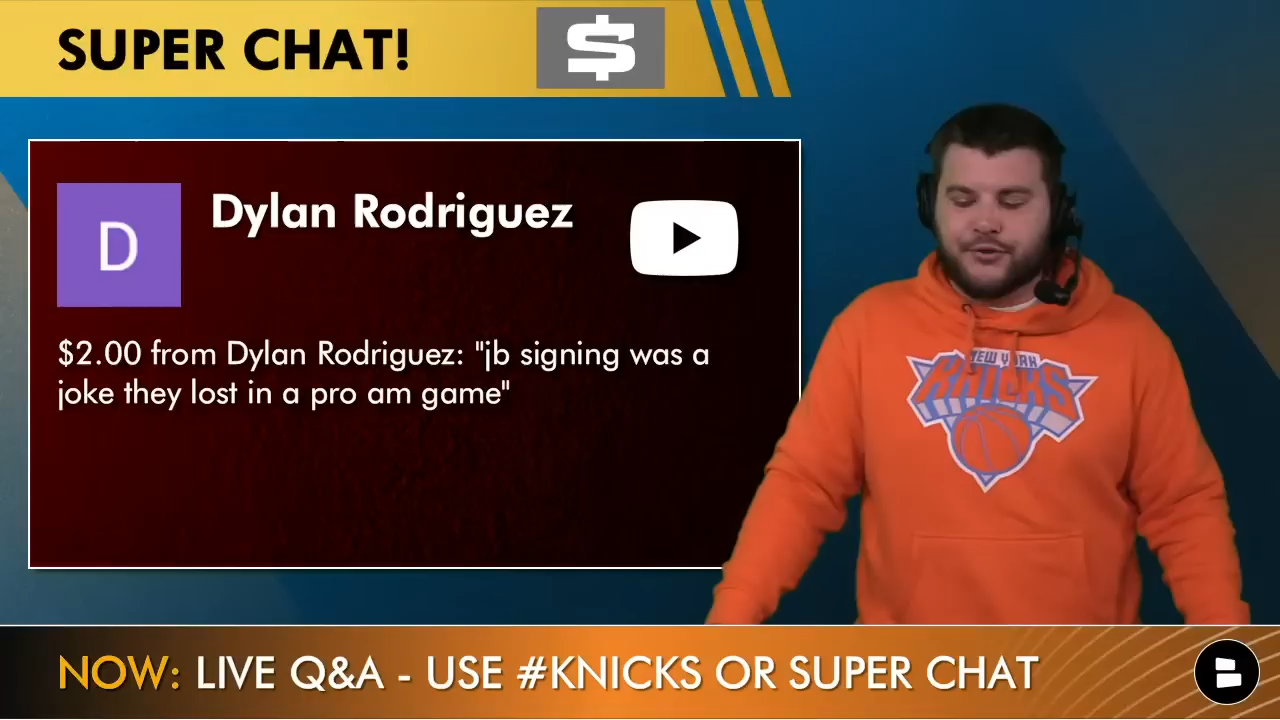 SUPER CHAT!
$
D
Dylan Rodriguez
$2.00 from Dylan Rodriguez: "jb signing was a
joke they lost in a pro am game"
NEW YORK
KNICKS
NOW: LIVE Q&A - USE #KNICKS OR SUPER CHAT